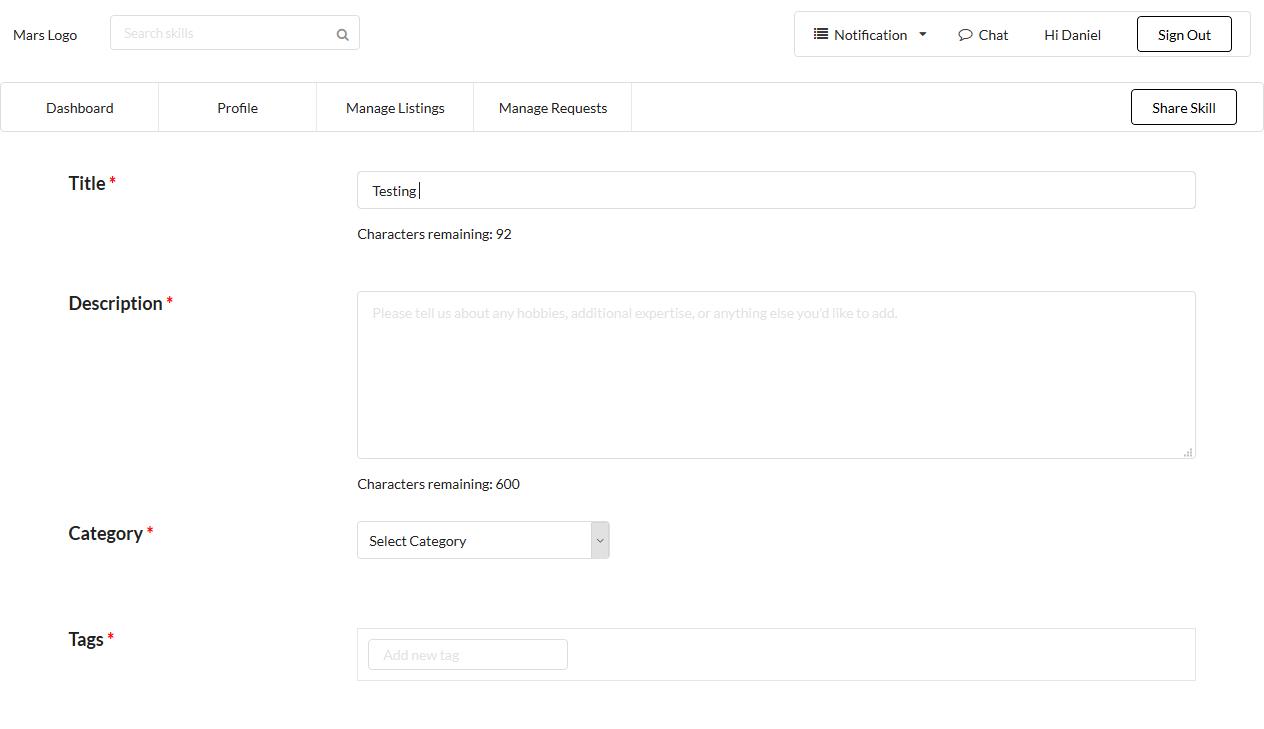 Mars Logo
Search skills
Notification
Chat
Hi Daniel
Sign Out
Dashboard
Profile
Manage Listings
Manage Requests
Share Skill
Title *
Testing
Characters remaining: 92
Description *
Please tell us about any hobbies, additional expertise, or anything else you'd like to add.
Characters remaining: 600
Category *
Select Category
Tags *
Add new tag